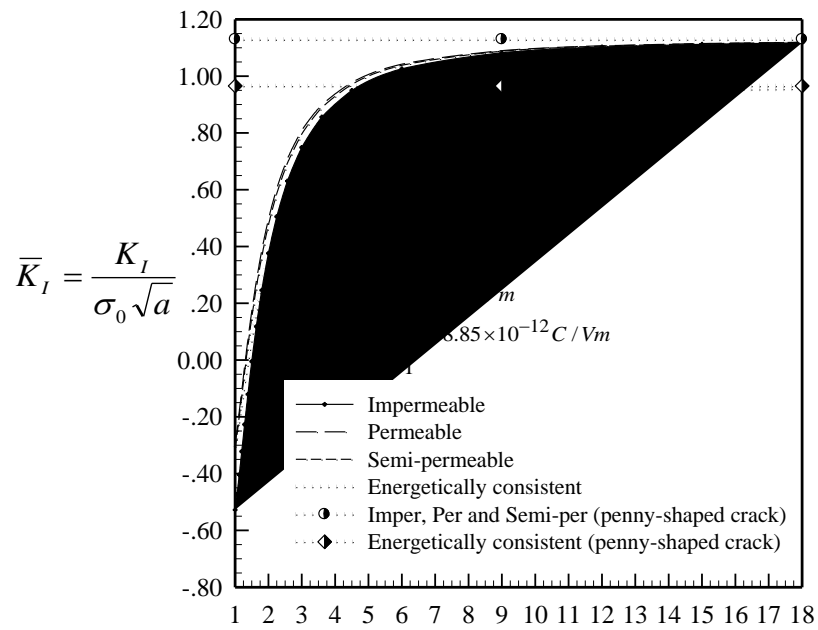 1.20
1.00
.80
.60
.40
.20
0.00
-.20
-.40
-.60
-.80
K̄_I = K_I / σ_0 √a
m
8.85×10^−12 C / Vm
Impermeable
Permeable
Semi-permeable
Energetically consistent
Imper, Per and Semi-per (penny-shaped crack)
Energetically consistent (penny-shaped crack)
1 2 3 4 5 6 7 8 9 10 11 12 13 14 15 16 17 18